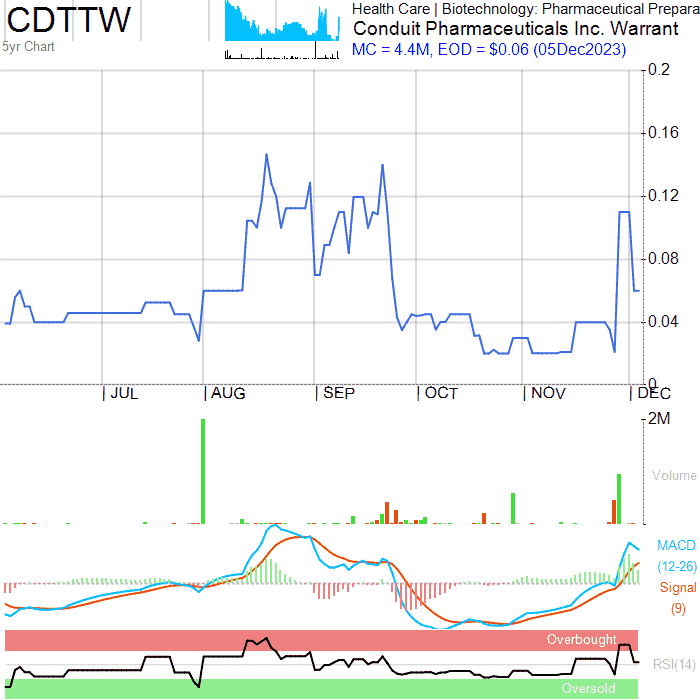 CDTTW
5yr Chart
Health Care | Biotechnology: Pharmaceutical Prepara
Conduit Pharmaceuticals Inc. Warrant
MC = 4.4M, EOD = $0.06 (05Dec2023)
0.2
0.16
0.12
0.08
0.04
0
| JUL | AUG | SEP | OCT | NOV | DEC
2M
Volume
MACD
(12-26)
Signal
(9)
Overbought
RSI(14)
Oversold